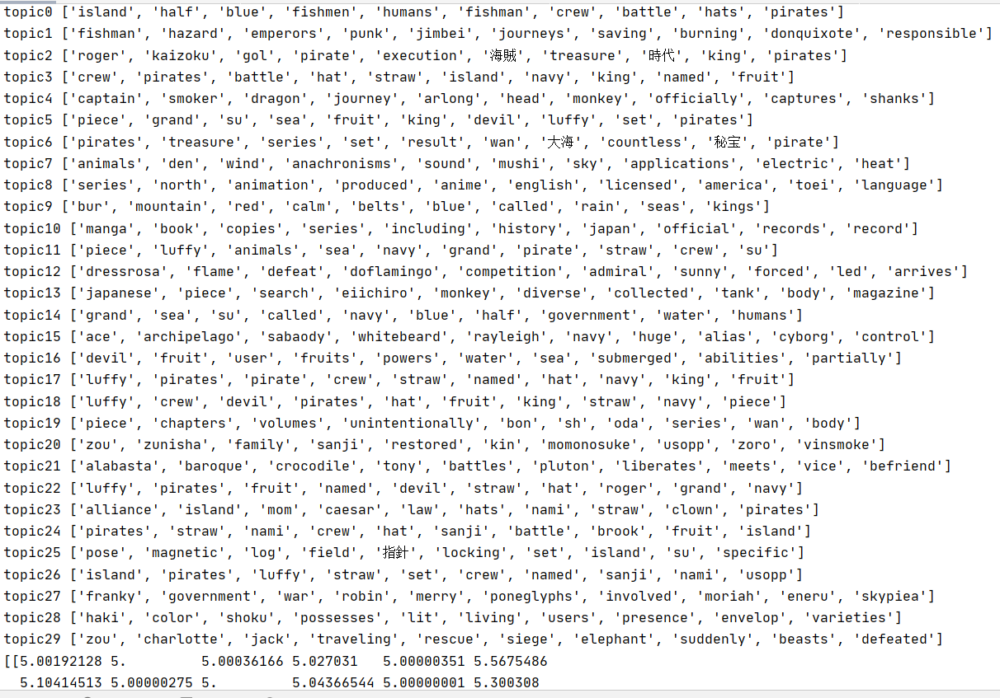 topic0 ['island', 'half', 'blue', 'fishmen', 'humans', 'fishman', 'crew', 'battle', 'hats', 'pirates']
topic1 ['fishman', 'hazard', 'emperors', 'punk', 'jimbei', 'journeys', 'saving', 'burning', 'donquixote', 'responsible']
topic2 ['roger', 'kaizoku', 'gol', 'pirate', 'execution', '海賊', 'treasure', '時代', 'king', 'pirates']
topic3 ['crew', 'pirates', 'battle', 'hat', 'straw', 'island', 'navy', 'king', 'named', 'fruit']
topic4 ['captain', 'smoker', 'dragon', 'journey', 'arlong', 'head', 'monkey', 'officially', 'captures', 'shanks']
topic5 ['piece', 'grand', 'su', 'sea', 'fruit', 'king', 'devil', 'luffy', 'set', 'pirates']
topic6 ['pirates', 'treasure', 'series', 'set', 'result', 'wan', '大海', 'countless', '秘宝', 'pirate']
topic7 ['animals', 'den', 'wind', 'anachronisms', 'sound', 'mushi', 'sky', 'applications', 'electric', 'heat']
topic8 ['series', 'north', 'animation', 'produced', 'anime', 'english', 'licensed', 'america', 'toei', 'language']
topic9 ['bur', 'mountain', 'red', 'calm', 'belts', 'blue', 'called', 'rain', 'seas', 'kings']
topic10 ['manga', 'book', 'copies', 'series', 'including', 'history', 'japan', 'official', 'records', 'record']
topic11 ['piece', 'luffy', 'animals', 'sea', 'navy', 'grand', 'pirate', 'straw', 'crew', 'su']
topic12 ['dressrosa', 'flame', 'defeat', 'doflamingo', 'competition', 'admiral', 'sunny', 'forced', 'led', 'arrives']
topic13 ['japanese', 'piece', 'search', 'eiichiro', 'monkey', 'diverse', 'collected', 'tank', 'body', 'magazine']
topic14 ['grand', 'sea', 'su', 'called', 'navy', 'blue', 'half', 'government', 'water', 'humans']
topic15 ['ace', 'archipelago', 'sabaody', 'whitebeard', 'rayleigh', 'navy', 'huge', 'alias', 'cyborg', 'control']
topic16 ['devil', 'fruit', 'user', 'fruits', 'powers', 'water', 'sea', 'submerged', 'abilities', 'partially']
topic17 ['luffy', 'pirates', 'pirate', 'crew', 'straw', 'named', 'hat', 'navy', 'king', 'fruit']
topic18 ['luffy', 'crew', 'devil', 'pirates', 'hat', 'fruit', 'king', 'straw', 'navy', 'piece']
topic19 ['piece', 'chapters', 'volumes', 'unintentionally', 'bon', 'sh', 'oda', 'series', 'wan', 'body']
topic20 ['zou', 'zunisha', 'family', 'sanji', 'restored', 'kin', 'momonosuke', 'usopp', 'zoro', 'vinsmoke']
topic21 ['alabasta', 'baroque', 'crocodile', 'tony', 'battles', 'pluton', 'liberates', 'meets', 'vice', 'befriend']
topic22 ['luffy', 'pirates', 'fruit', 'named', 'devil', 'straw', 'hat', 'roger', 'grand', 'navy']
topic23 ['alliance', 'island', 'mom', 'caesar', 'law', 'hats', 'nami', 'straw', 'clown', 'pirates']
topic24 ['pirates', 'straw', 'nami', 'crew', 'hat', 'sanji', 'battle', 'brook', 'fruit', 'island']
topic25 ['pose', 'magnetic', 'log', 'field', '指針', 'locking', 'set', 'island', 'su', 'specific']
topic26 ['island', 'pirates', 'luffy', 'straw', 'set', 'crew', 'named', 'sanji', 'nami', 'usopp']
topic27 ['franky', 'government', 'war', 'robin', 'merry', 'poneglyphs', 'involved', 'moriah', 'eneru', 'skypiea']
topic28 ['haki', 'color', 'shoku', 'possesses', 'lit', 'living', 'users', 'presence', 'envelop', 'varieties']
topic29 ['zou', 'charlotte', 'jack', 'traveling', 'rescue', 'siege', 'elephant', 'suddenly', 'beasts', 'defeated']
[[5.00192128 5. 5.00036166 5.027031 5.00000351 5.5675486
5.10414513 5.00000275 5. 5.04366544 5.00000001 5.300308